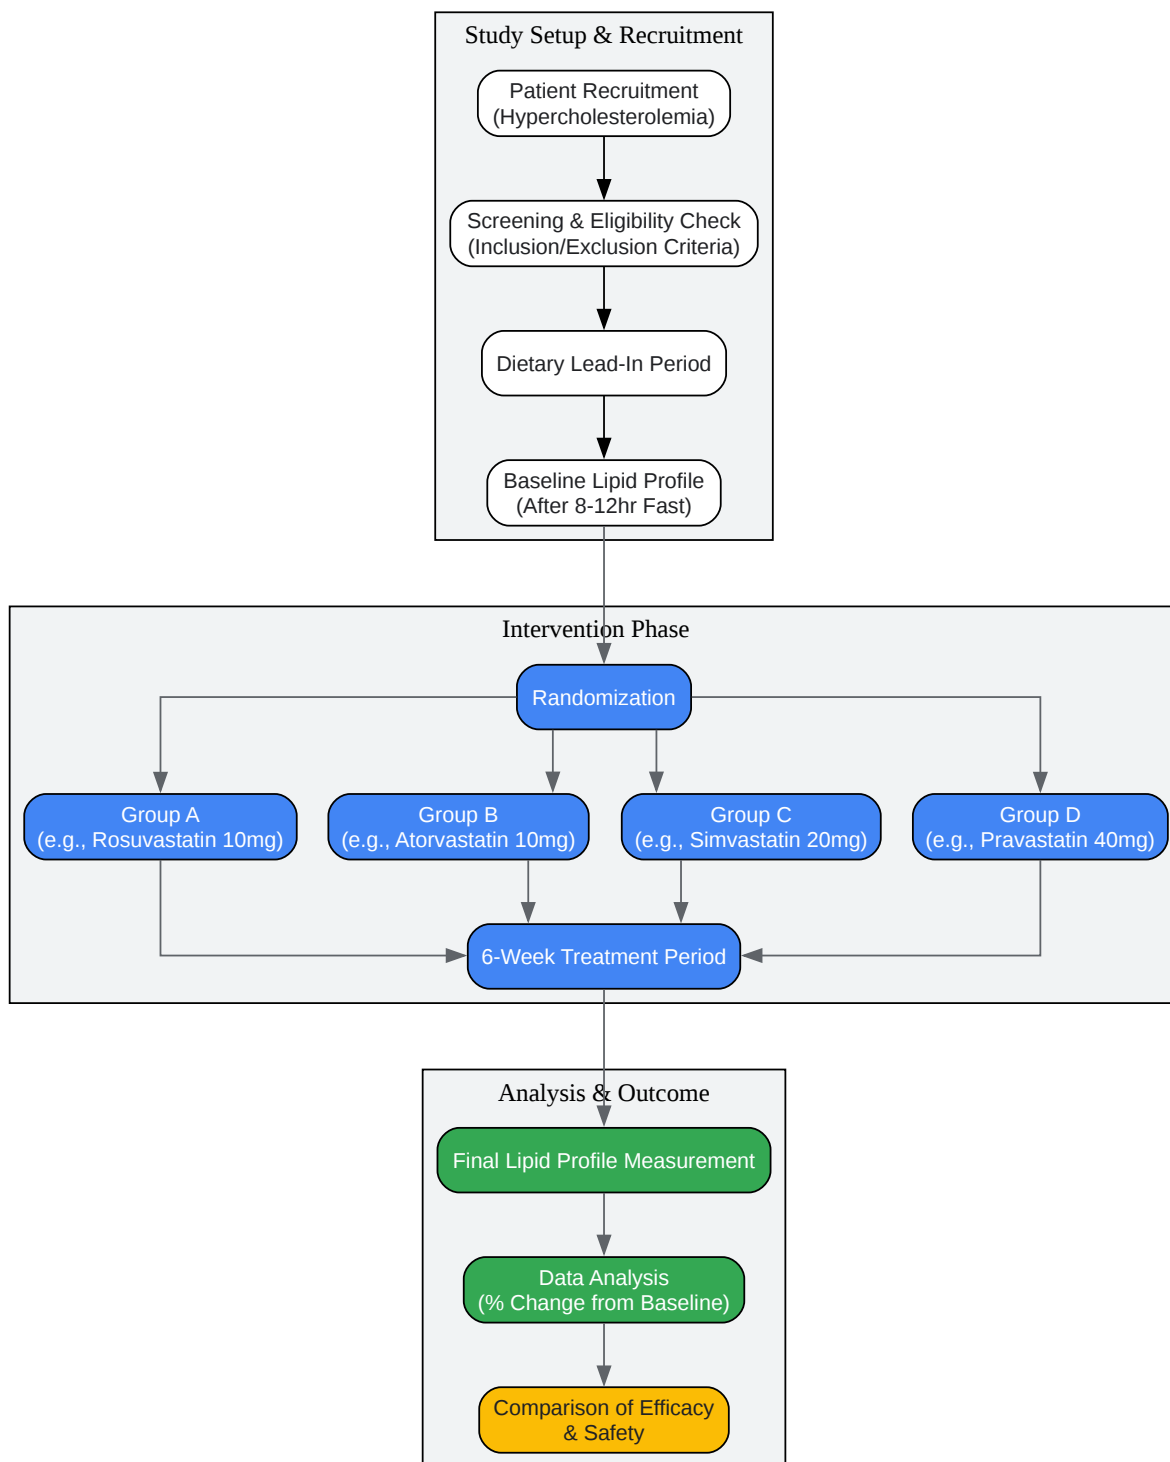 Study Setup & Recruitment
Patient Recruitment
(Hypercholesterolemia)
Screening & Eligibility Check
(Inclusion/Exclusion Criteria)
Dietary Lead-In Period
Baseline Lipid Profile
(After 8-12hr Fast)
Intervention Phase
Randomization
Group A
(e.g., Rosuvastatin 10mg)
Group B
(e.g., Atorvastatin 10mg)
Group C
(e.g., Simvastatin 20mg)
Group D
(e.g., Pravastatin 40mg)
6-Week Treatment Period
Analysis & Outcome
Final Lipid Profile Measurement
Data Analysis
(% Change from Baseline)
Comparison of Efficacy
& Safety